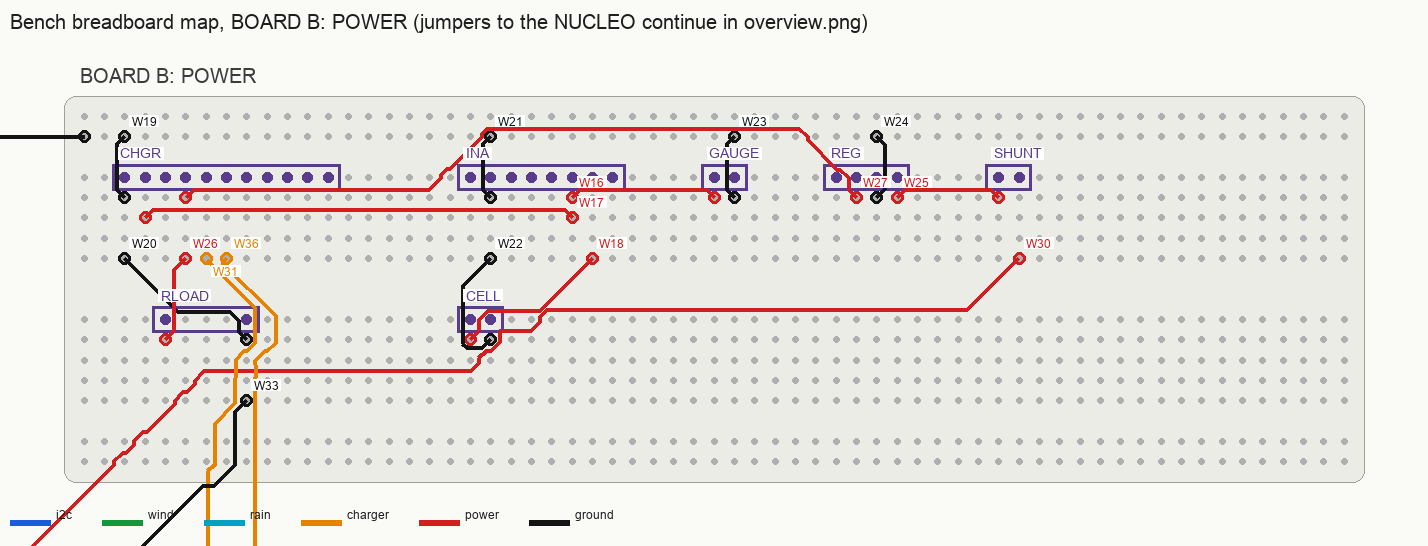 Bench breadboard map, BOARD B: POWER (jumpers to the NUCLEO continue in overview.png)
BOARD B: POWER
W19
W21
W23
W24
CHGR
INA
GAUGE
REG
SHUNT
W16
W27
W25
W17
W20
W26
W36
W22
W18
W30
W31
RLOAD
CELL
W33
i2c
wind
rain
charger
power
ground